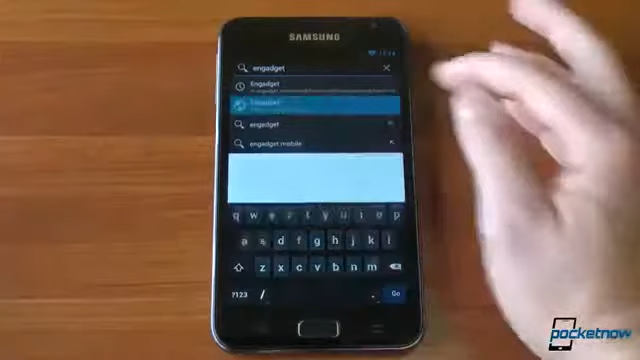 SAMSUNG
engadget
Engadget
engadget
engadget mobile
q w e r t y u i o p
a s d f g h j k l
z x c v b n m
?123 / . Go
pocketnow